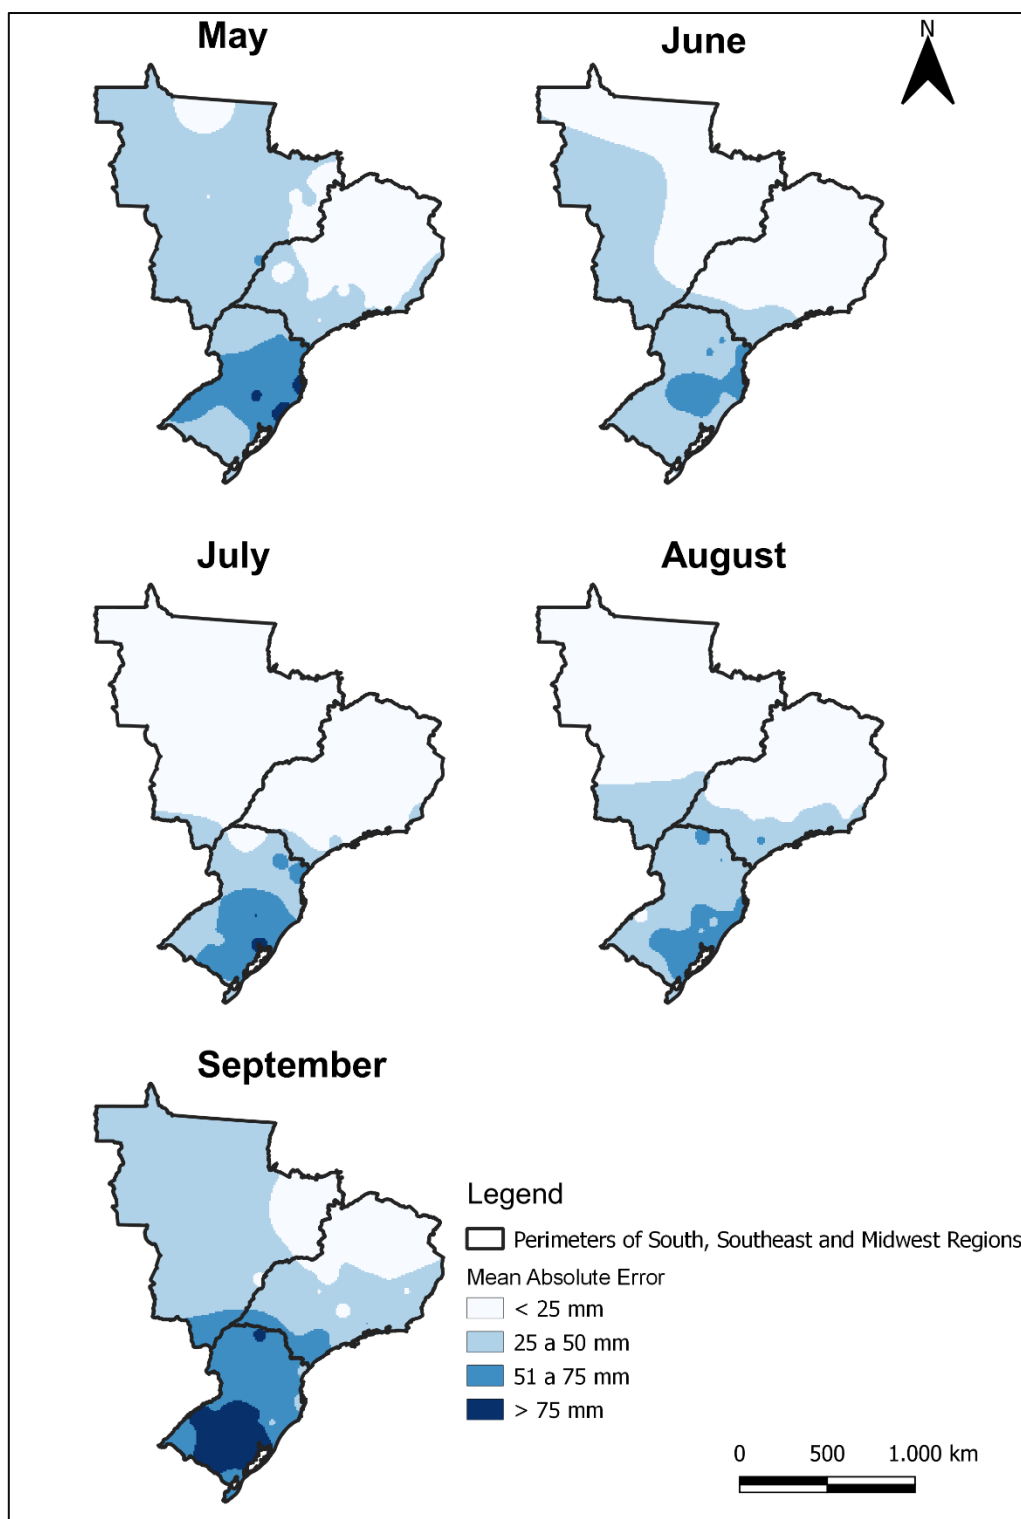 May
June
N
July
August
September
Legend
Perimeters of South, Southeast and Midwest Regions
Mean Absolute Error
< 25 mm
25 a 50 mm
51 a 75 mm
> 75 mm
0 500 1.000 km